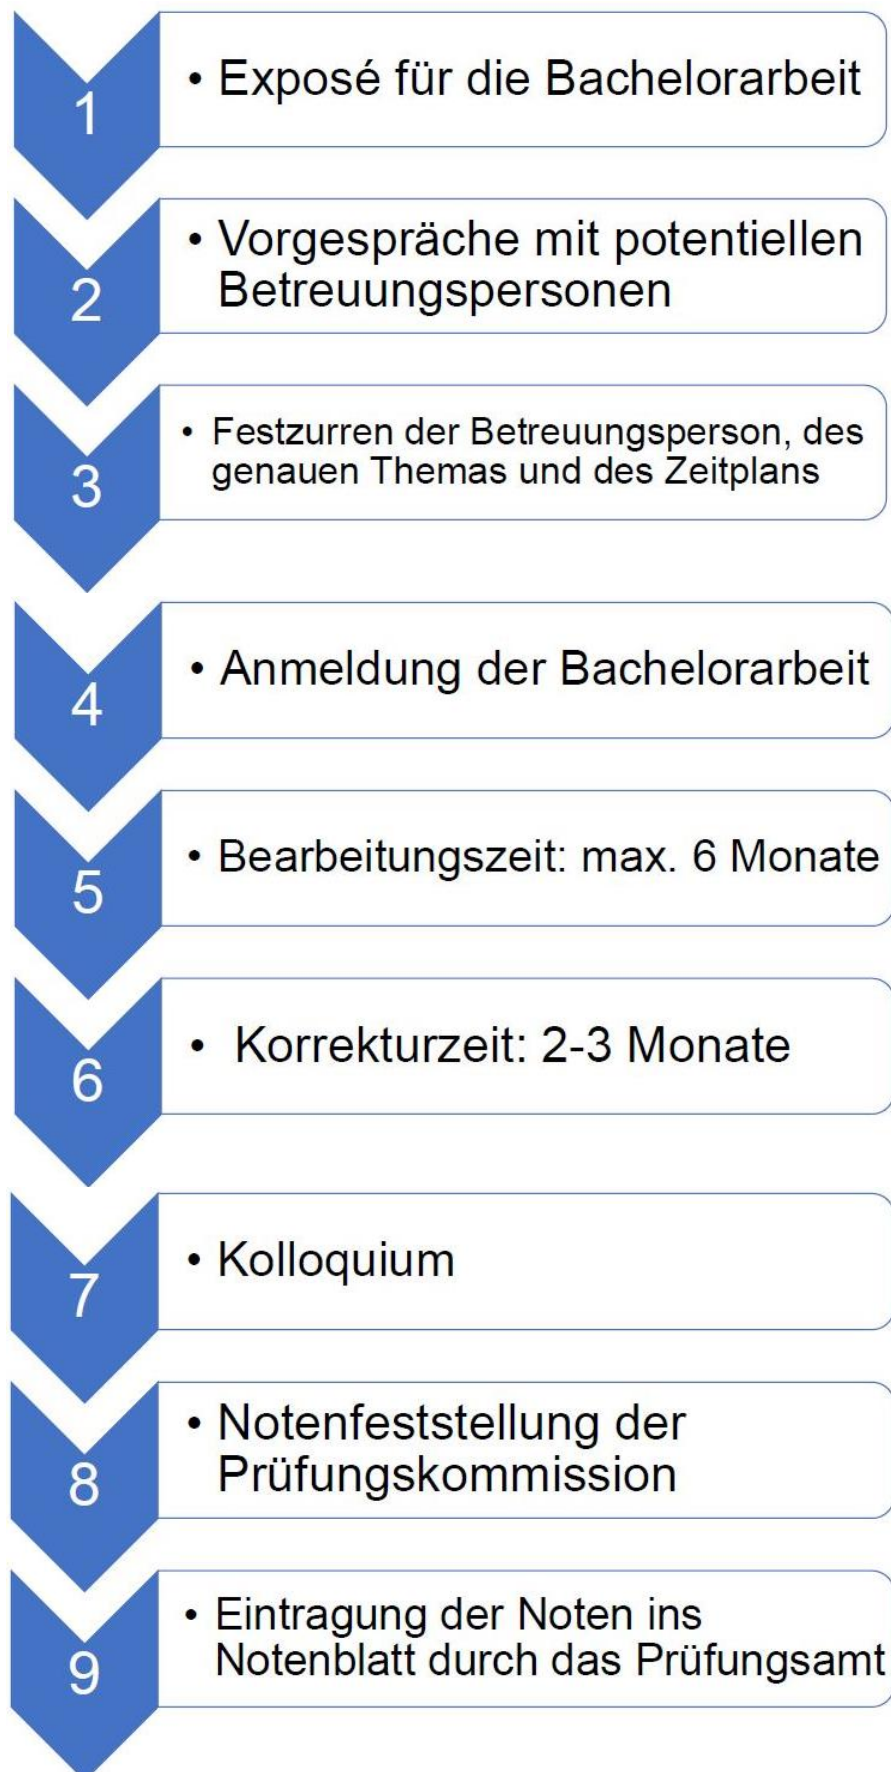 1
• Exposé für die Bachelorarbeit
2
• Vorgespräche mit potentiellen
Betreuungspersonen
3
• Festzurren der Betreuungsperson, des
genauen Themas und des Zeitplans
4
• Anmeldung der Bachelorarbeit
5
• Bearbeitungszeit: max. 6 Monate
6
• Korrekturzeit: 2-3 Monate
7
• Kolloquium
8
• Notenfeststellung der
Prüfungskommission
9
• Eintragung der Noten ins
Notenblatt durch das Prüfungsamt